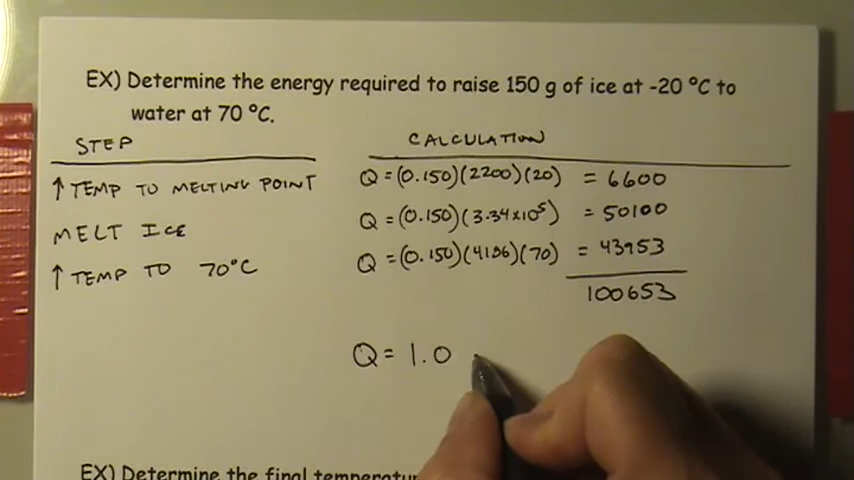 EX) Determine the energy required to raise 150 g of ice at -20 °C to
water at 70 °C.
STEP CALCULATION
↑ TEMP TO MELTING POINT Q = (0.150)(2200)(20) = 6600
MELT ICE Q = (0.150)(3.34x10⁵) = 50100
↑ TEMP TO 70°C Q = (0.150)(4186)(70) = 43953
100653
Q = 1.0
EX) Determine the final temperatur